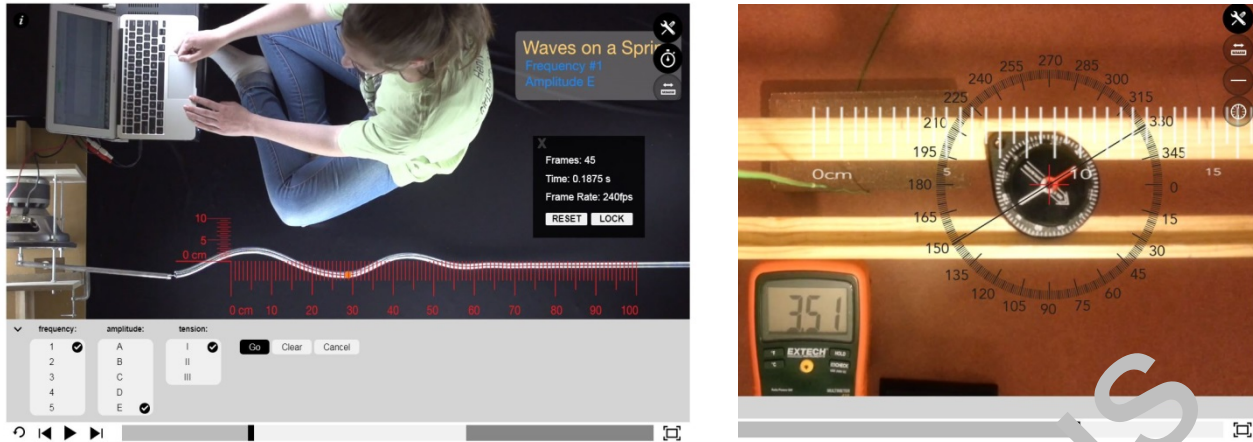 i
Waves on a Sprin
Frequency #1
Amplitude E
X
Frames: 45
Time: 0.1875 s
Frame Rate: 240fps
RESET LOCK
10
5
0 cm
0 cm 10 20 30 40 50 60 70 80 90 100
frequency: amplitude: tension:
1 A I Go Clear Cancel
2 B II
3 C III
4 D
5 E
270
255 285
240 300
225 315
210 330
195 345
180 0
165 15
150 30
135 45
120 60
105 90 75
0cm 5 10 15
351
°F EXTECH HOLD
°C
S